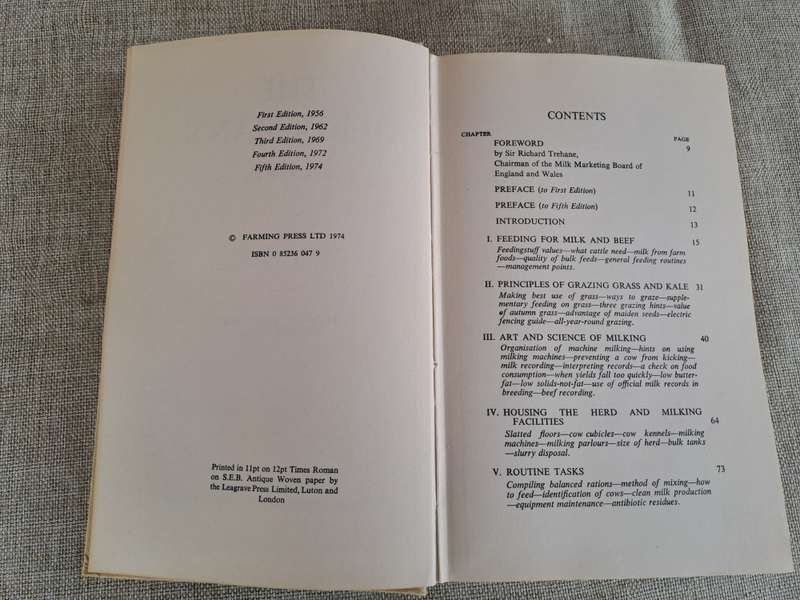 First Edition, 1956
Second Edition, 1962
Third Edition, 1969
Fourth Edition, 1972
Fifth Edition, 1974
© FARMING PRESS LTD 1974
ISBN 0 85236 047 9
Printed in 11pt on 12pt Times Roman
on S.E.B. Antique Woven paper by
the Leagrave Press Limited, Luton and
London
CONTENTS
CHAPTER PAGE
FOREWORD 9
by Sir Richard Trehane,
Chairman of the Milk Marketing Board of
England and Wales
PREFACE (to First Edition) 11
PREFACE (to Fifth Edition) 12
INTRODUCTION 13
I. FEEDING FOR MILK AND BEEF 15
Feedingstuff values—what cattle need—milk from farm
foods—quality of bulk feeds—general feeding routines
—management points.
II. PRINCIPLES OF GRAZING GRASS AND KALE 31
Making best use of grass—ways to graze—supple-
mentary feeding on grass—three grazing hints—value
of autumn grass—advantage of maiden seeds—electric
fencing guide—all-year-round grazing.
III. ART AND SCIENCE OF MILKING 40
Organisation of machine milking—hints on using
milking machines—preventing a cow from kicking—
milk recording—interpreting records—a check on food
consumption—when yields fall too quickly—low butter-
fat—low solids-not-fat—use of official milk records in
breeding—beef recording.
IV. HOUSING THE HERD AND MILKING
FACILITIES 64
Slatted floors—cow cubicles—cow kennels—milking
machines—milking parlours—size of herd—bulk tanks
—slurry disposal.
V. ROUTINE TASKS 73
Compiling balanced rations—method of mixing—how
to feed—identification of cows—clean milk production
—equipment maintenance—antibiotic residues.